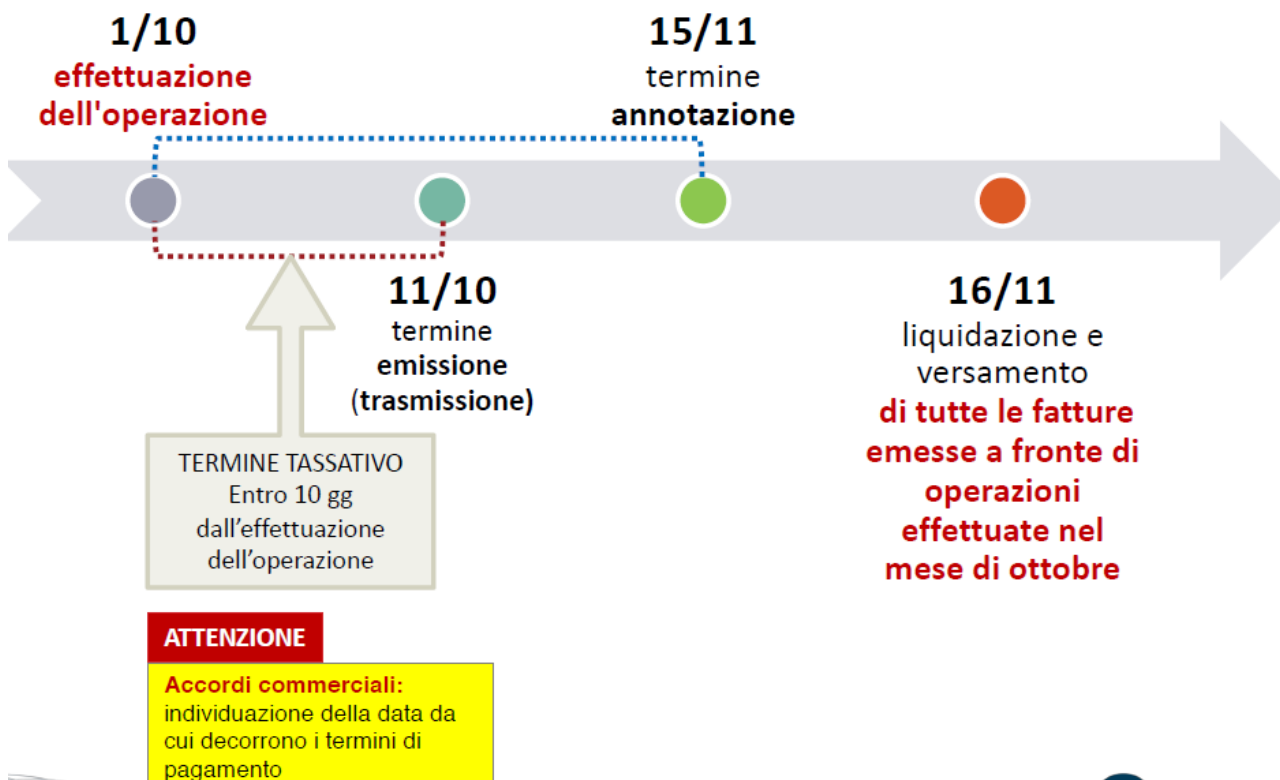 1/10
effettuazione
dell'operazione
15/11
termine
annotazione
11/10
termine
emissione
(trasmissione)
16/11
liquidazione e
versamento
di tutte le fatture
emesse a fronte di
operazioni
effettuate nel
mese di ottobre
TERMINE TASSATIVO
Entro 10 gg
dall’effettuazione
dell’operazione
ATTENZIONE
Accordi commerciali:
individuazione della data da
cui decorrono i termini di
pagamento